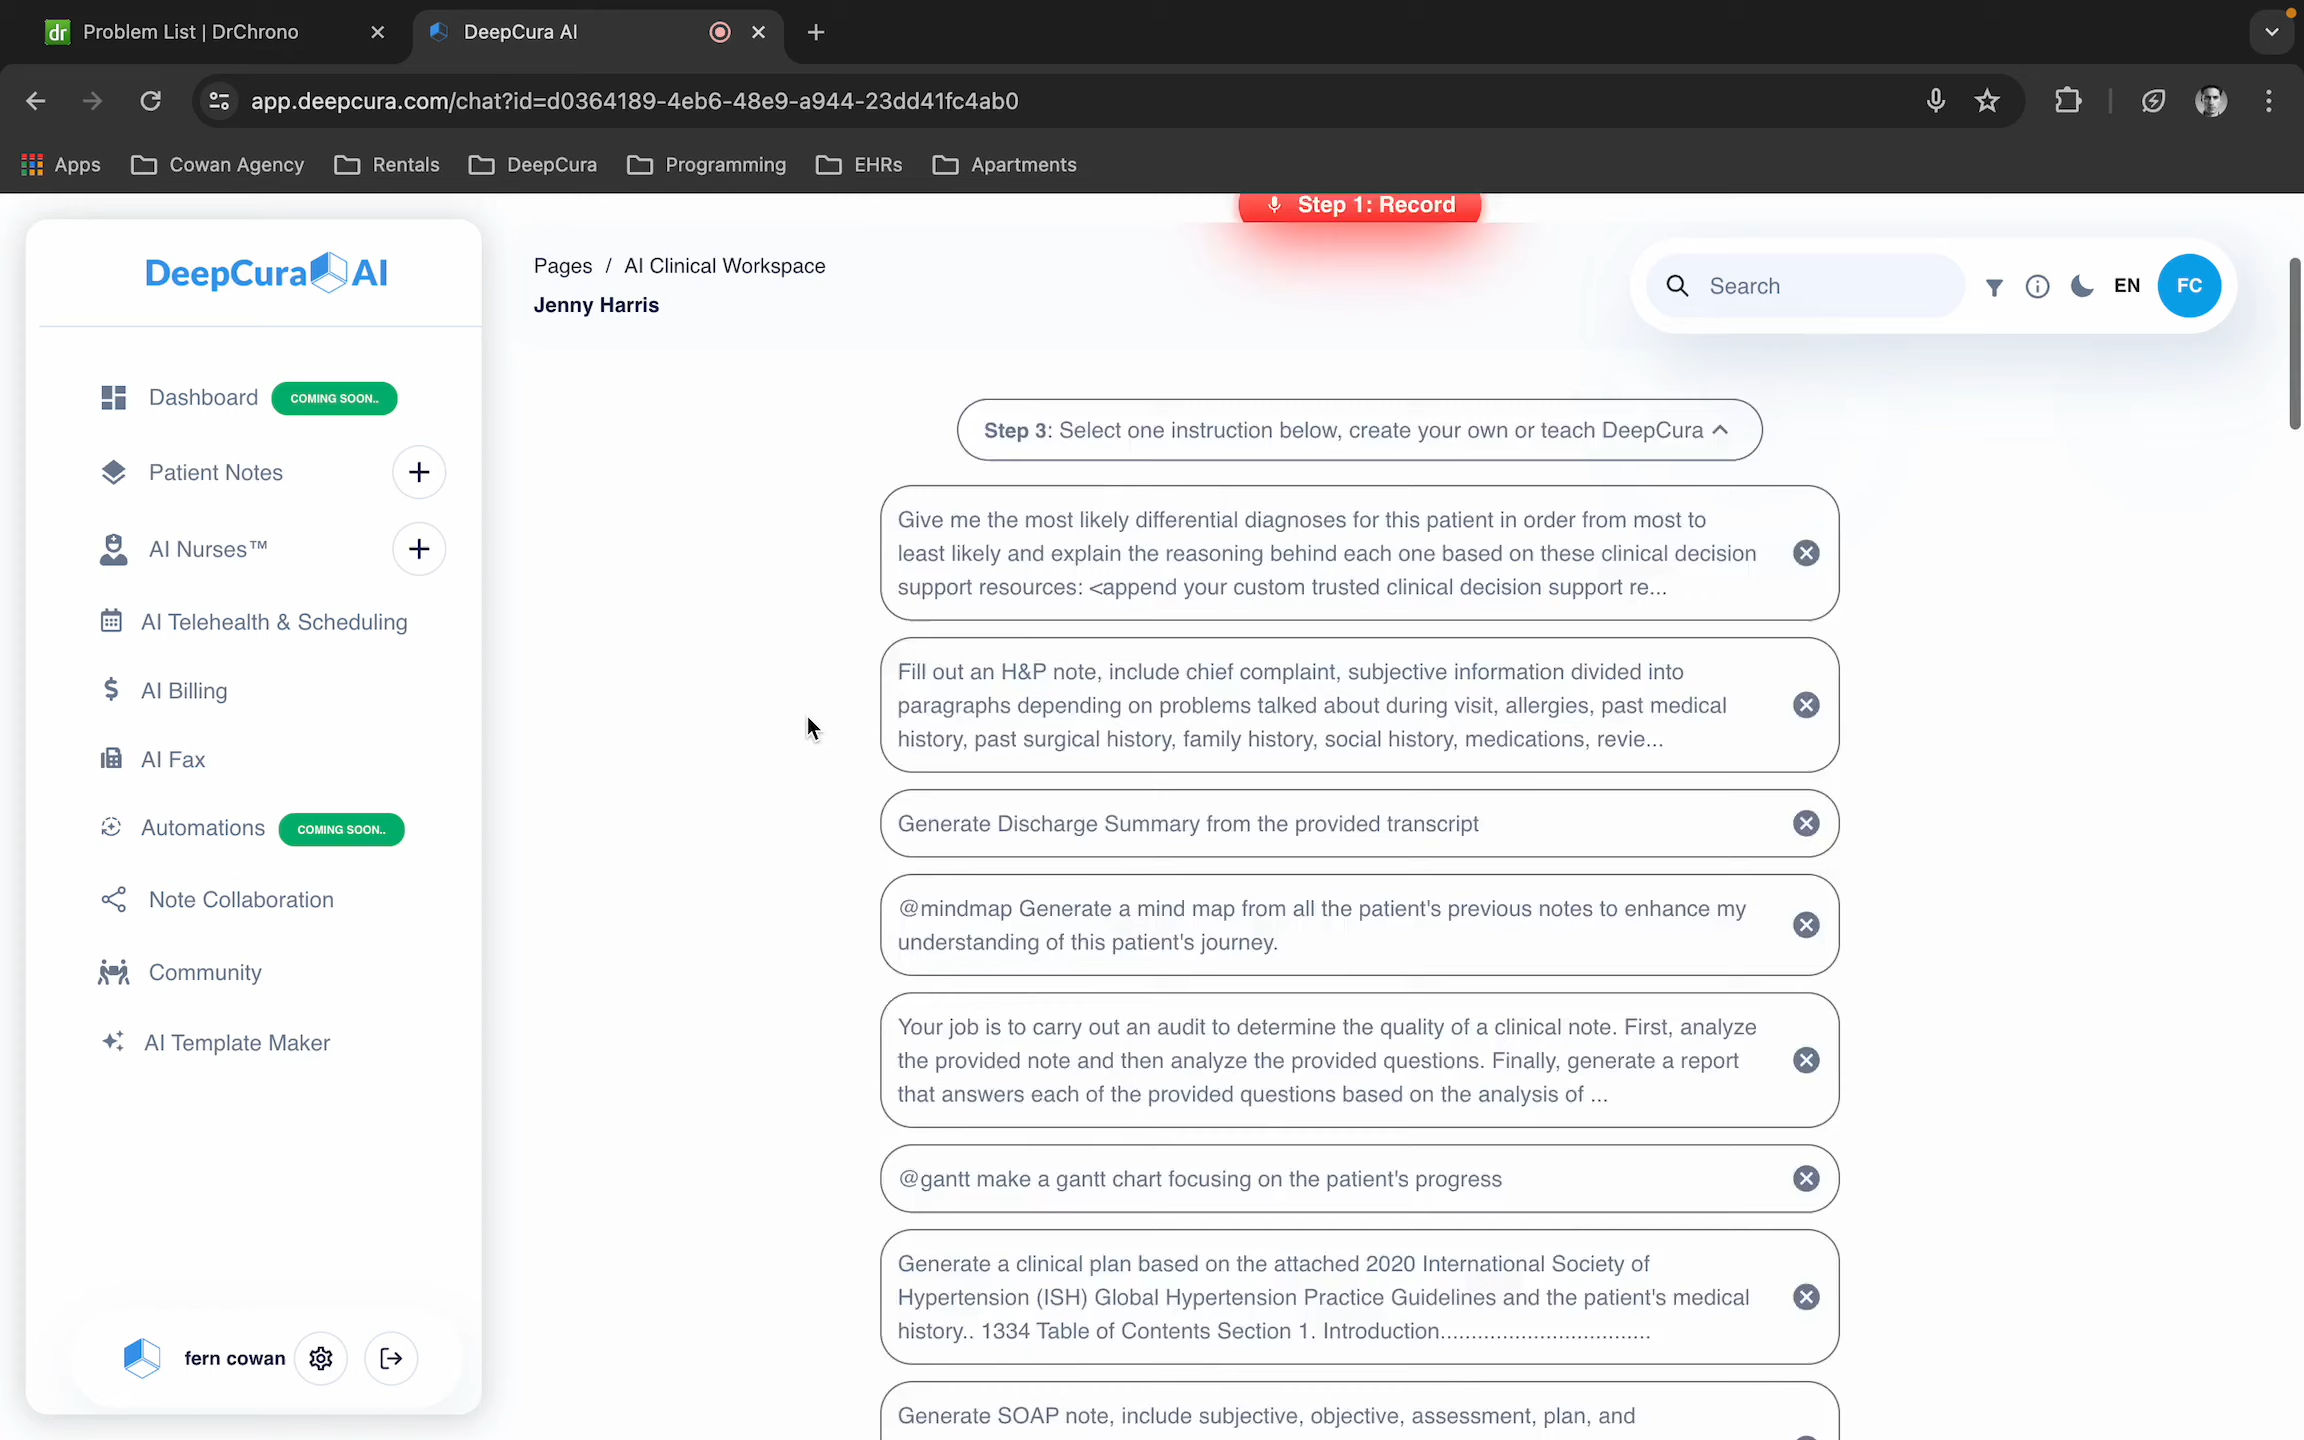 dr Problem List | DrChrono
DeepCura AI
app.deepcura.com/chat?id=d0364189-4eb6-48e9-a944-23dd41fc4ab0
Apps
Cowan Agency
Rentals
DeepCura
Programming
EHRs
Apartments
Step 1: Record
DeepCura AI
Pages / AI Clinical Workspace
Jenny Harris
Search
EN
FC
Dashboard
COMING SOON..
Patient Notes
AI Nurses™
AI Telehealth & Scheduling
AI Billing
AI Fax
Automations
COMING SOON..
Note Collaboration
Community
AI Template Maker
fern cowan
Step 3: Select one instruction below, create your own or teach DeepCura
Give me the most likely differential diagnoses for this patient in order from most to
least likely and explain the reasoning behind each one based on these clinical decision
support resources: <append your custom trusted clinical decision support re...
Fill out an H&P note, include chief complaint, subjective information divided into
paragraphs depending on problems talked about during visit, allergies, past medical
history, past surgical history, family history, social history, medications, revie...
Generate Discharge Summary from the provided transcript
@mindmap Generate a mind map from all the patient's previous notes to enhance my
understanding of this patient's journey.
Your job is to carry out an audit to determine the quality of a clinical note. First, analyze
the provided note and then analyze the provided questions. Finally, generate a report
that answers each of the provided questions based on the analysis of ...
@gantt make a gantt chart focusing on the patient's progress
Generate a clinical plan based on the attached 2020 International Society of
Hypertension (ISH) Global Hypertension Practice Guidelines and the patient's medical
history.. 1334 Table of Contents Section 1. Introduction..................................
Generate SOAP note, include subjective, objective, assessment, plan, and